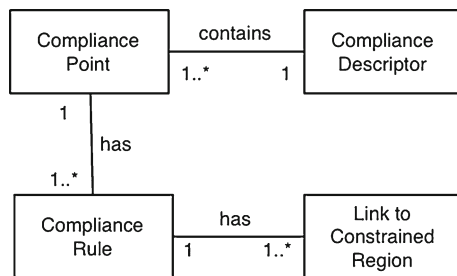 Compliance
Point
contains
1..*
1
Compliance
Descriptor
1
has
1..*
Compliance
Rule
has
1
1..*
Link to
Constrained
Region